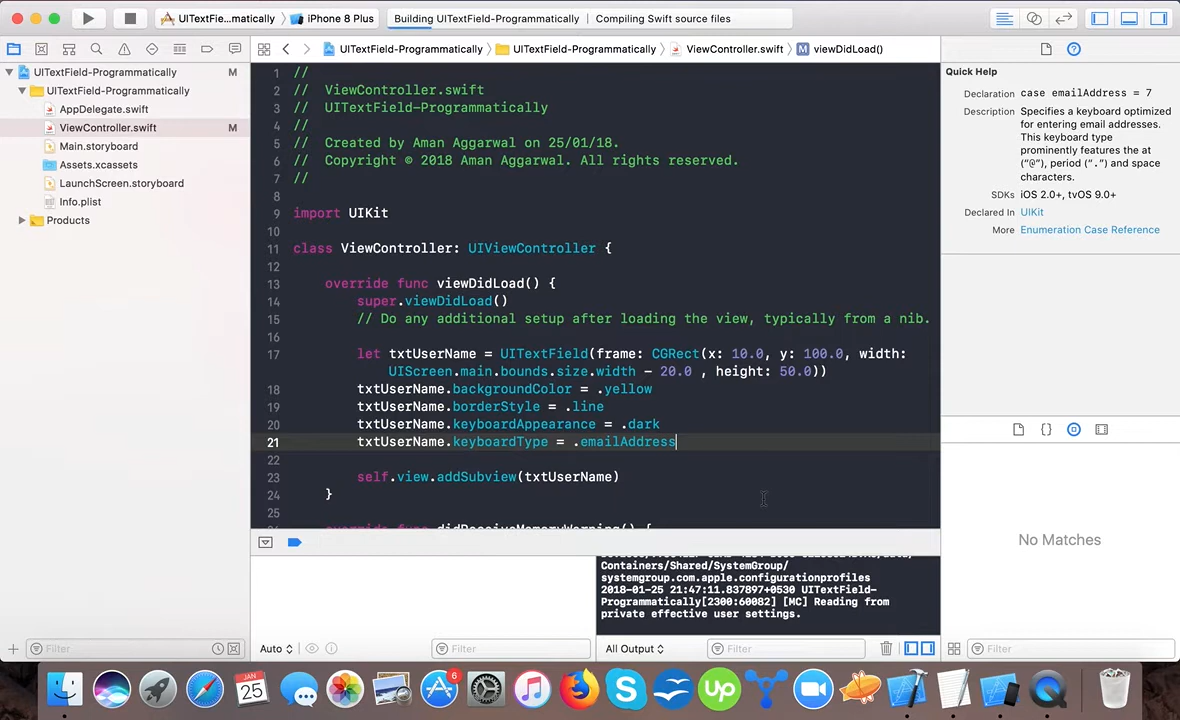 UITextFie...matically
iPhone 8 Plus
Building UITextField-Programmatically
Compiling Swift source files
UITextField-Programmatically
UITextField-Programmatically
ViewController.swift
viewDidLoad()
UITextField-Programmatically M
UITextField-Programmatically
AppDelegate.swift
ViewController.swift M
Main.storyboard
Assets.xcassets
LaunchScreen.storyboard
Info.plist
Products
1 //
2 // ViewController.swift
3 // UITextField-Programmatically
4 //
5 // Created by Aman Aggarwal on 25/01/18.
6 // Copyright © 2018 Aman Aggarwal. All rights reserved.
7 //
8
9 import UIKit
10
11 class ViewController: UIViewController {
12
13 override func viewDidLoad() {
14 super.viewDidLoad()
15 // Do any additional setup after loading the view, typically from a nib.
16
17 let txtUserName = UITextField(frame: CGRect(x: 10.0, y: 100.0, width:
UIScreen.main.bounds.size.width - 20.0 , height: 50.0))
18 txtUserName.backgroundColor = .yellow
19 txtUserName.borderStyle = .line
20 txtUserName.keyboardAppearance = .dark
21 txtUserName.keyboardType = .emailAddress
22
23 self.view.addSubview(txtUserName)
24 }
25
override func didReceiveMemoryWarning() {
Quick Help
Declaration case emailAddress = 7
Description Specifies a keyboard optimized
for entering email addresses.
This keyboard type
prominently features the at
(“@”), period (“.”) and space
characters.
SDKs iOS 2.0+, tvOS 9.0+
Declared In UIKit
More Enumeration Case Reference
No Matches
Containers/Shared/SystemGroup/
systemgroup.com.apple.configurationprofiles
2018-01-25 21:47:11.837897+0530 UITextField-
Programmatically[2300:60082] [MC] Reading from
private effective user settings.
Filter
Auto
Filter
All Output
Filter
Filter
JAN
25
6
Up